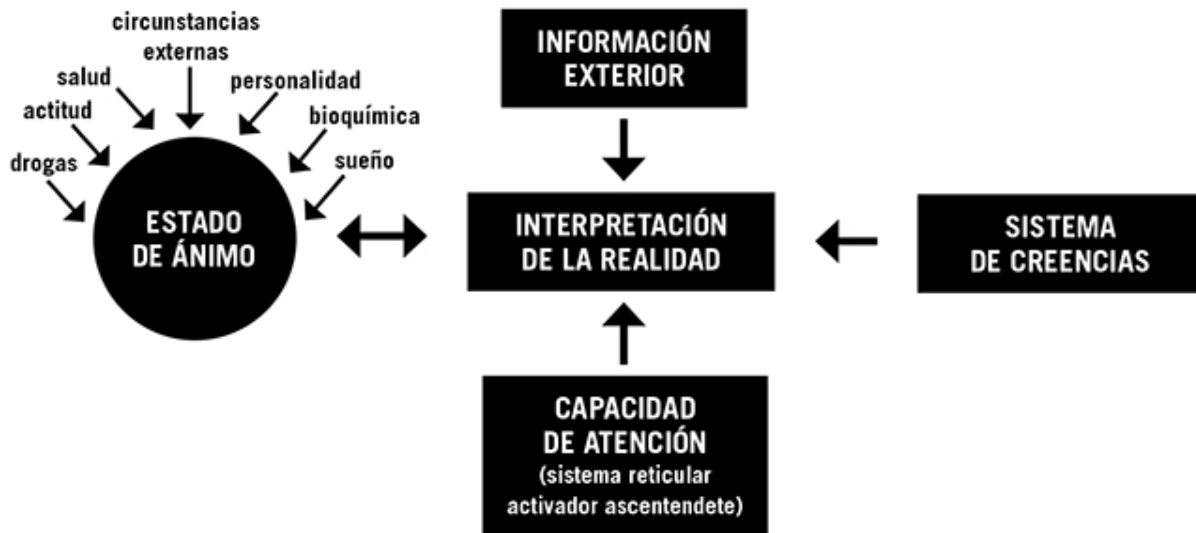 circunstancias
externas
salud
personalidad
actitud
bioquímica
drogas
sueño
ESTADO
DE ÁNIMO
INFORMACIÓN
EXTERIOR
INTERPRETACIÓN
DE LA REALIDAD
SISTEMA
DE CREENCIAS
CAPACIDAD
DE ATENCIÓN
(sistema reticular
activador ascentendete)